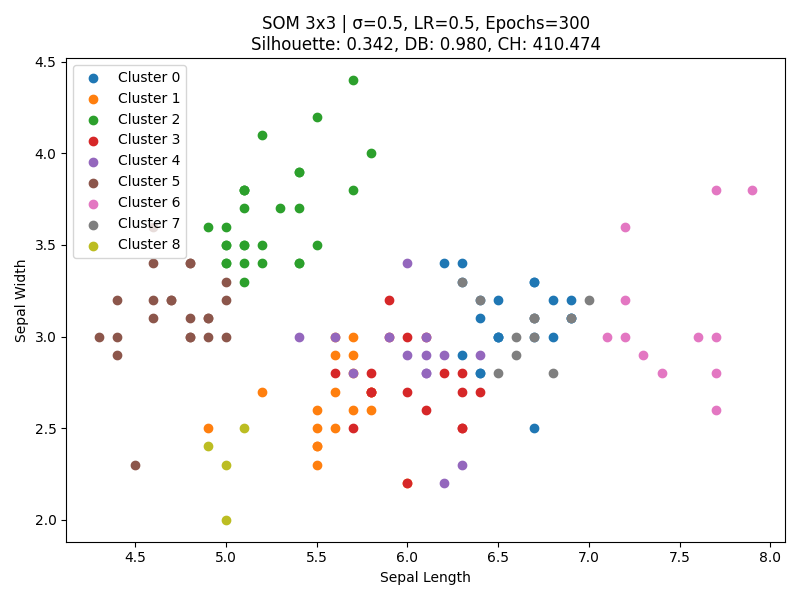 SOM 3x3 | σ=0.5, LR=0.5, Epochs=300
Silhouette: 0.342, DB: 0.980, CH: 410.474
4.5
4.0
3.5
3.0
2.5
2.0
Sepal Width
Cluster 0
Cluster 1
Cluster 2
Cluster 3
Cluster 4
Cluster 5
Cluster 6
Cluster 7
Cluster 8
4.5 5.0 5.5 6.0 6.5 7.0 7.5 8.0
Sepal Length